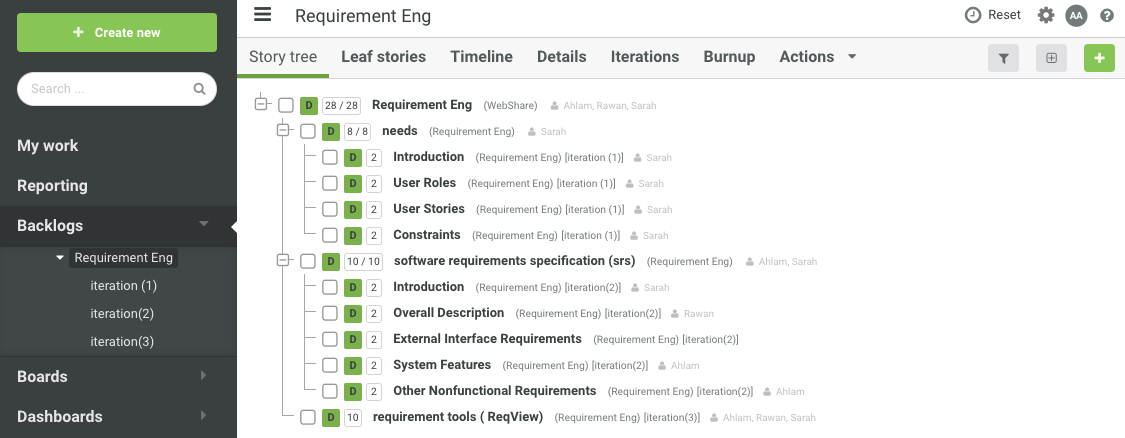 Create new
Search ...
My work
Reporting
Backlogs
Requirement Eng
iteration (1)
iteration(2)
iteration(3)
Boards
Dashboards
Requirement Eng
Reset
AA
?
Story tree Leaf stories Timeline Details Iterations Burnup Actions
D 28 / 28 Requirement Eng (WebShare) Ahlam, Rawan, Sarah
D 8 / 8 needs (Requirement Eng) Sarah
D 2 Introduction (Requirement Eng) [iteration (1)] Sarah
D 2 User Roles (Requirement Eng) [iteration (1)] Sarah
D 2 User Stories (Requirement Eng) [iteration (1)] Sarah
D 2 Constraints (Requirement Eng) [iteration (1)] Sarah
D 10 / 10 software requirements specification (srs) (Requirement Eng) Ahlam, Sarah
D 2 Introduction (Requirement Eng) [iteration(2)] Sarah
D 2 Overall Description (Requirement Eng) [iteration(2)] Rawan
D 2 External Interface Requirements (Requirement Eng) [iteration(2)]
D 2 System Features (Requirement Eng) [iteration(2)] Ahlam
D 2 Other Nonfunctional Requirements (Requirement Eng) [iteration(2)] Ahlam
D 10 requirement tools ( ReqView) (Requirement Eng) [iteration(3)] Ahlam, Rawan, Sarah